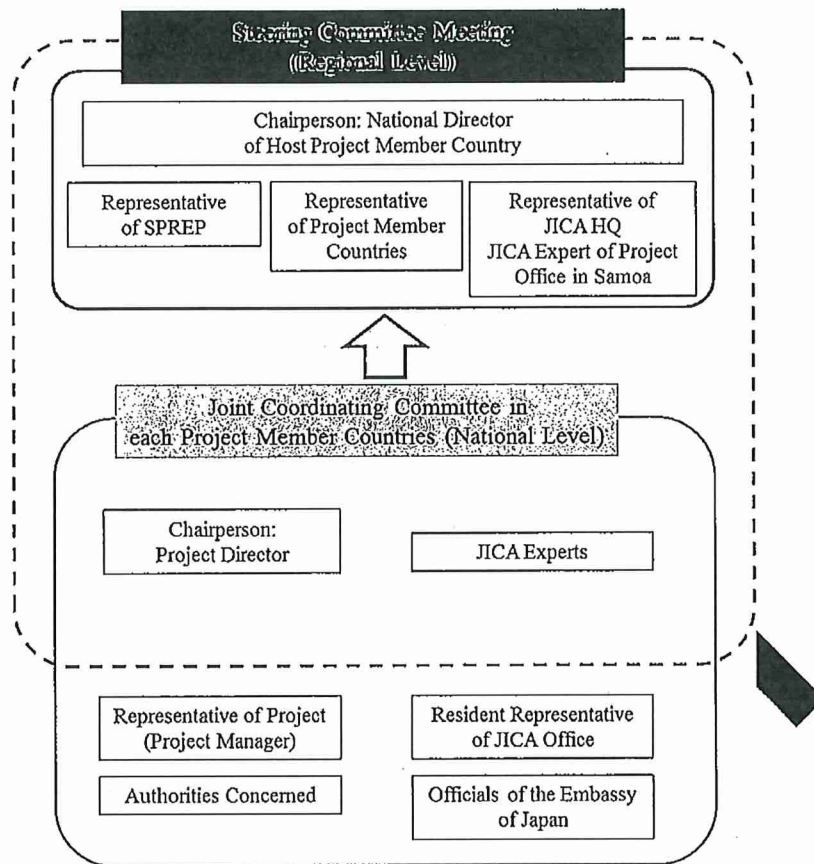 Steering Committee Meeting
(Regional Level)
Chairperson: National Director
of Host Project Member Country
Representative
of SPREP
Representative
of Project Member
Countries
Representative of
JICA HQ
JICA Expert of Project
Office in Samoa
Joint Coordinating Committee in
each Project Member Countries (National Level)
Chairperson:
Project Director
JICA Experts
Representative of Project
(Project Manager)
Resident Representative
of JICA Office
Authorities Concerned
Officials of the Embassy
of Japan